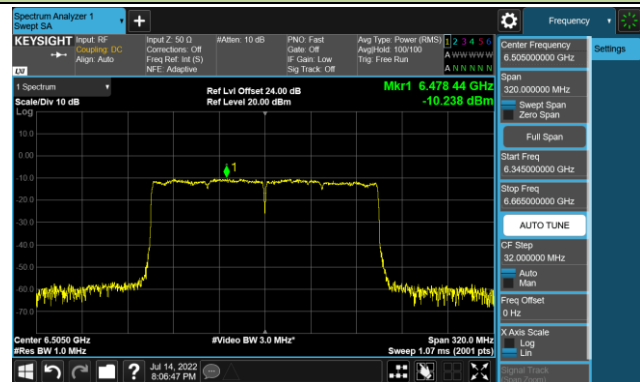 Spectrum Analyzer 1
Swept SA
Frequency
KEYSIGHT
Input: RF
Coupling: DC
Align: Auto
Input Z: 50 Ω
Corrections: Off
Freq Ref: Int (S)
NFE: Adaptive
#Atten: 10 dB
PNO: Fast
Gate: Off
IF Gain: Low
Sig Track: Off
Avg Type: Power (RMS)
Avg|Hold: 100/100
Trig: Free Run
1 2 3 4 5 6
A W W W W W
A N N N N N
LXI
1 Spectrum
Scale/Div 10 dB
Ref Lvl Offset 24.00 dB
Ref Level 20.00 dBm
Mkr1 6.478 44 GHz
-10.238 dBm
Log
10.0
0.00
-10.0
-20.0
-30.0
-40.0
-50.0
-60.0
-70.0
1
Center 6.5050 GHz
#Res BW 1.0 MHz
#Video BW 3.0 MHz*
Span 320.0 MHz
Sweep 1.07 ms (2001 pts)
Jul 14, 2022
8:06:47 PM
Center Frequency
6.505000000 GHz
Span
320.000000 MHz
Swept Span
Zero Span
Full Span
Start Freq
6.345000000 GHz
Stop Freq
6.665000000 GHz
AUTO TUNE
CF Step
32.000000 MHz
Auto
Man
Freq Offset
0 Hz
X Axis Scale
Log
Lin
Signal Track
(Span Zoom)
Settings